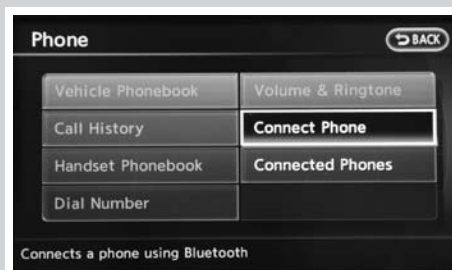 Phone
BACK
Vehicle Phonebook
Volume & Ringtone
Call History
Connect Phone
Handset Phonebook
Connected Phones
Dial Number
Connects a phone using Bluetooth